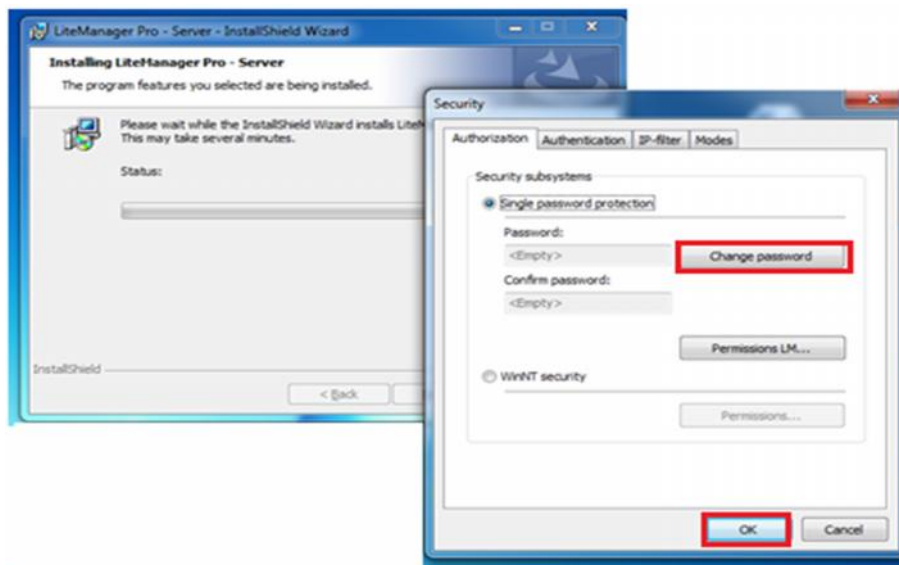 LiteManager Pro - Server - InstallShield Wizard
Installing LiteManager Pro - Server
The program features you selected are being installed.
Please wait while the InstallShield Wizard installs Lite
This may take several minutes.
Status:
InstallShield
< Back
Security
Authorization Authentication IP-filter Modes
Security subsystems
Single password protection
Password:
<Empty> Change password
Confirm password:
<Empty>
Permissions LM...
WinNT security
Permissions...
OK Cancel